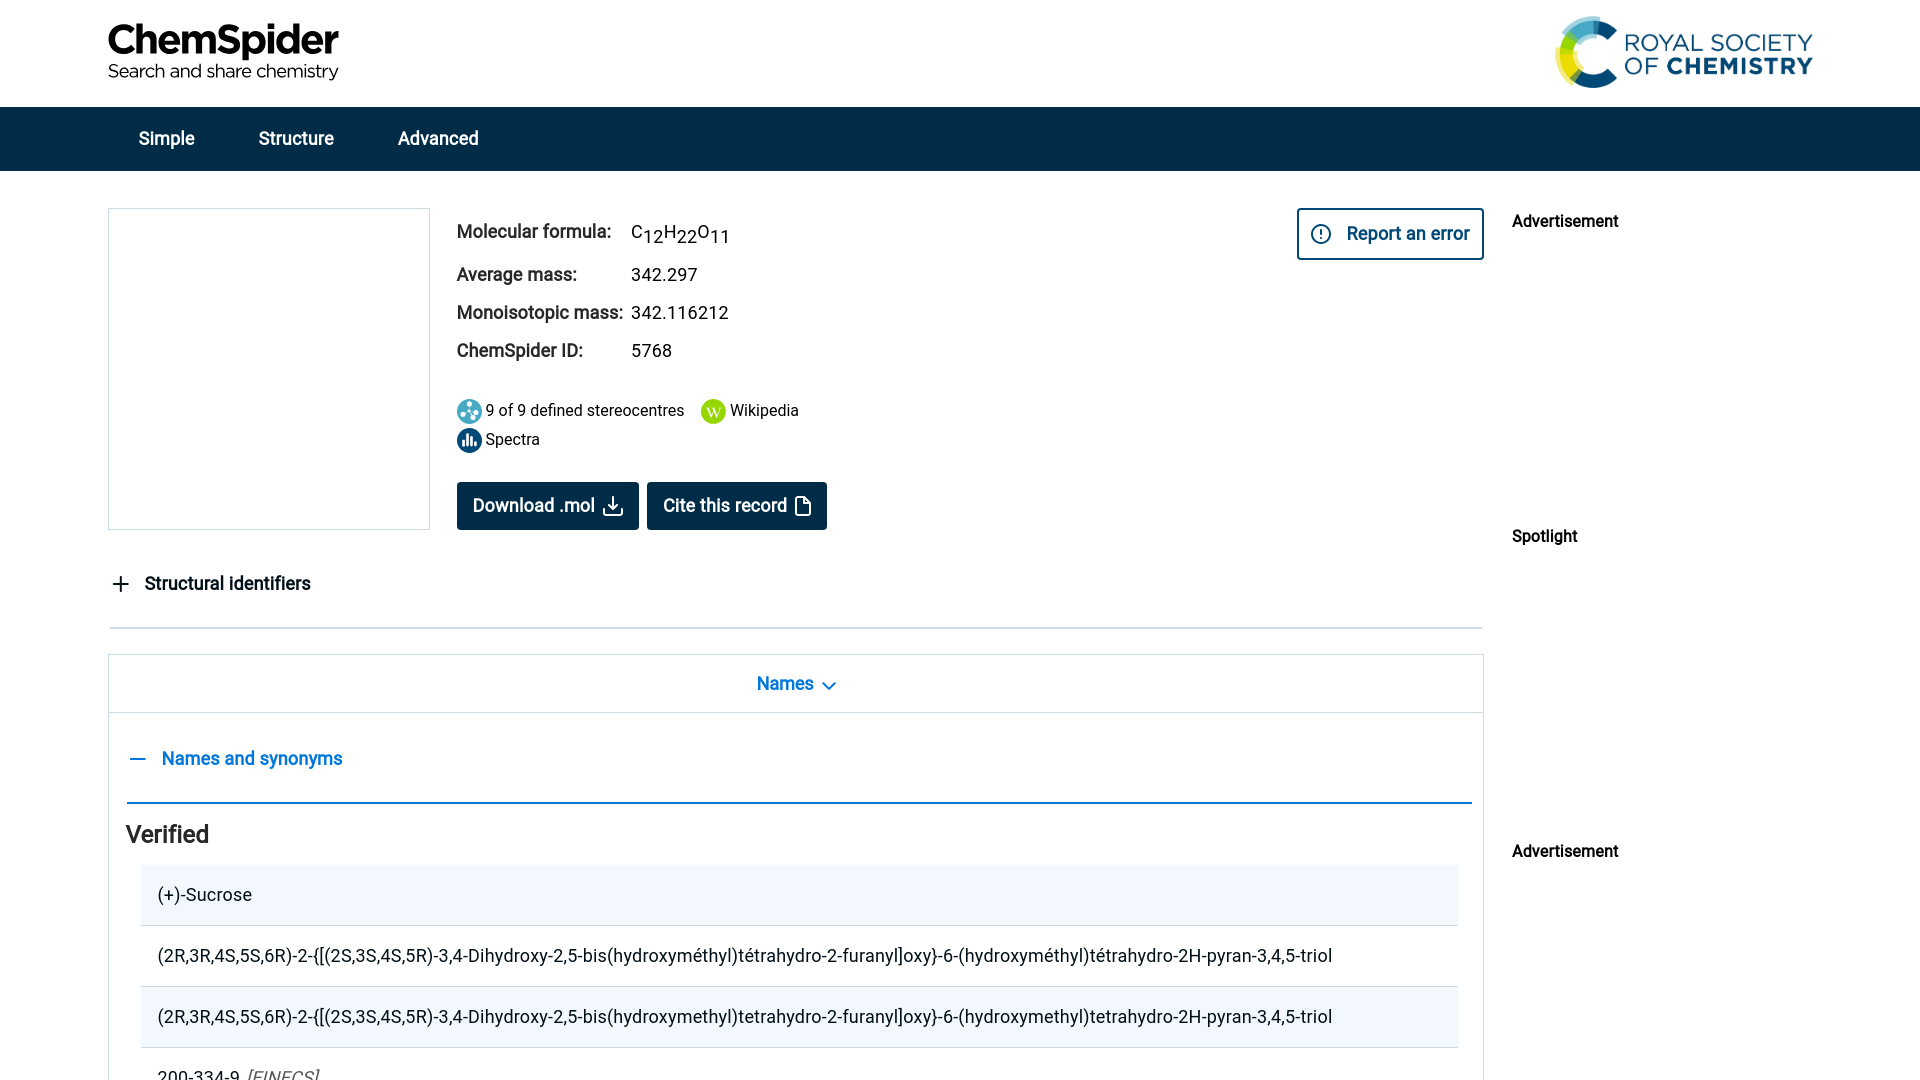 ChemSpider
Search and share chemistry
ROYAL SOCIETY
OF CHEMISTRY
Simple Structure Advanced
Molecular formula: C12H22O11
Average mass: 342.297
Monoisotopic mass: 342.116212
ChemSpider ID: 5768
9 of 9 defined stereocentres W Wikipedia
Spectra
Download .mol Cite this record
Report an error
Advertisement
Spotlight
Advertisement
Structural identifiers
Names
Names and synonyms
Verified
(+)-Sucrose
(2R,3R,4S,5S,6R)-2-{[(2S,3S,4S,5R)-3,4-Dihydroxy-2,5-bis(hydroxyméthyl)tétrahydro-2-furanyl]oxy}-6-(hydroxyméthyl)tétrahydro-2H-pyran-3,4,5-triol
(2R,3R,4S,5S,6R)-2-{[(2S,3S,4S,5R)-3,4-Dihydroxy-2,5-bis(hydroxymethyl)tetrahydro-2-furanyl]oxy}-6-(hydroxymethyl)tetrahydro-2H-pyran-3,4,5-triol
200-334-9 [EINECS]